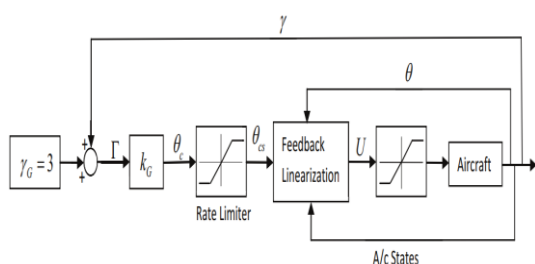 γ
θ
γ_G = 3
+
+
Γ
k_G
θ_c
Rate Limiter
θ_cs
Feedback
Linearization
U
Aircraft
A/c States